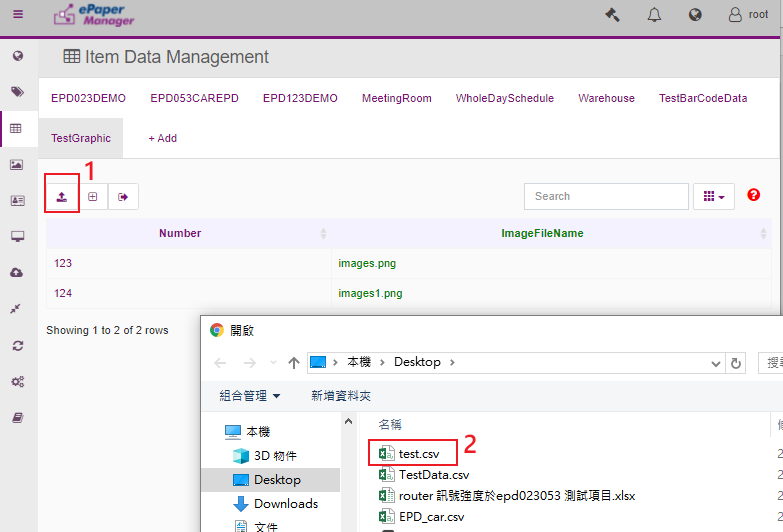 ePaper
Manager
root
Item Data Management
EPD023DEMO EPD053CAREPD EPD123DEMO MeetingRoom WholeDaySchedule Warehouse TestBarCodeData
TestGraphic + Add
1
Search
?
Number ImageFileName
123 images.png
124 images1.png
Showing 1 to 2 of 2 rows
開啟
本機 > Desktop >
組合管理 新增資料夾
名稱
本機
test.csv
2
3D 物件
TestData.csv
Desktop
router 訊號強度於epd023053 測試項目.xlsx
Downloads
EPD_car.csv
文件